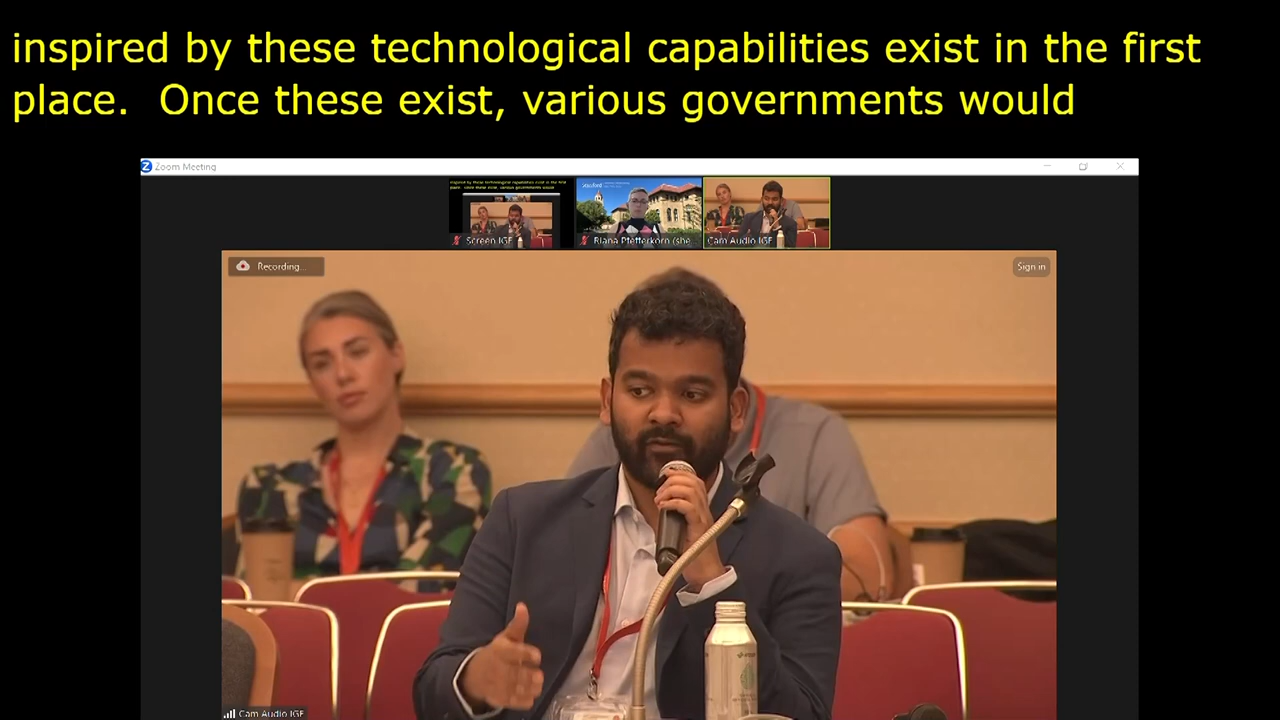 inspired by these technological capabilities exist in the first
place.  Once these exist, various governments would
Zoom Meeting
Screen IGF
Riana Pfefferkorn (she
Cam Audio IGF
Recording...
Sign in
Cam Audio IGF